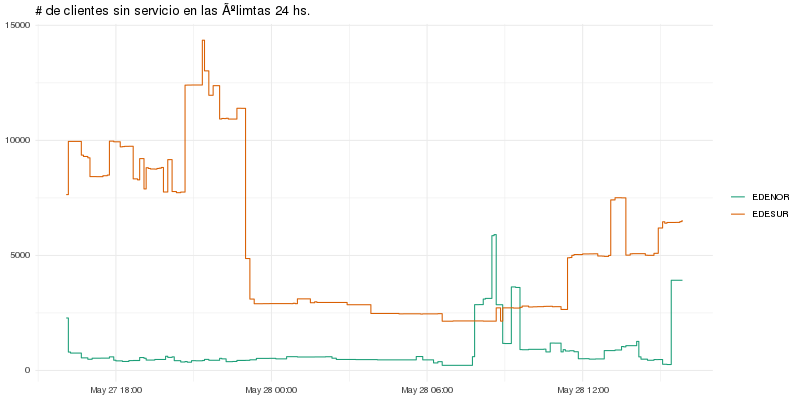 # de clientes sin servicio en las Ãºlimtas 24 hs.
15000
10000
5000
0
May 27 18:00
May 28 00:00
May 28 06:00
May 28 12:00
EDENOR
EDESUR